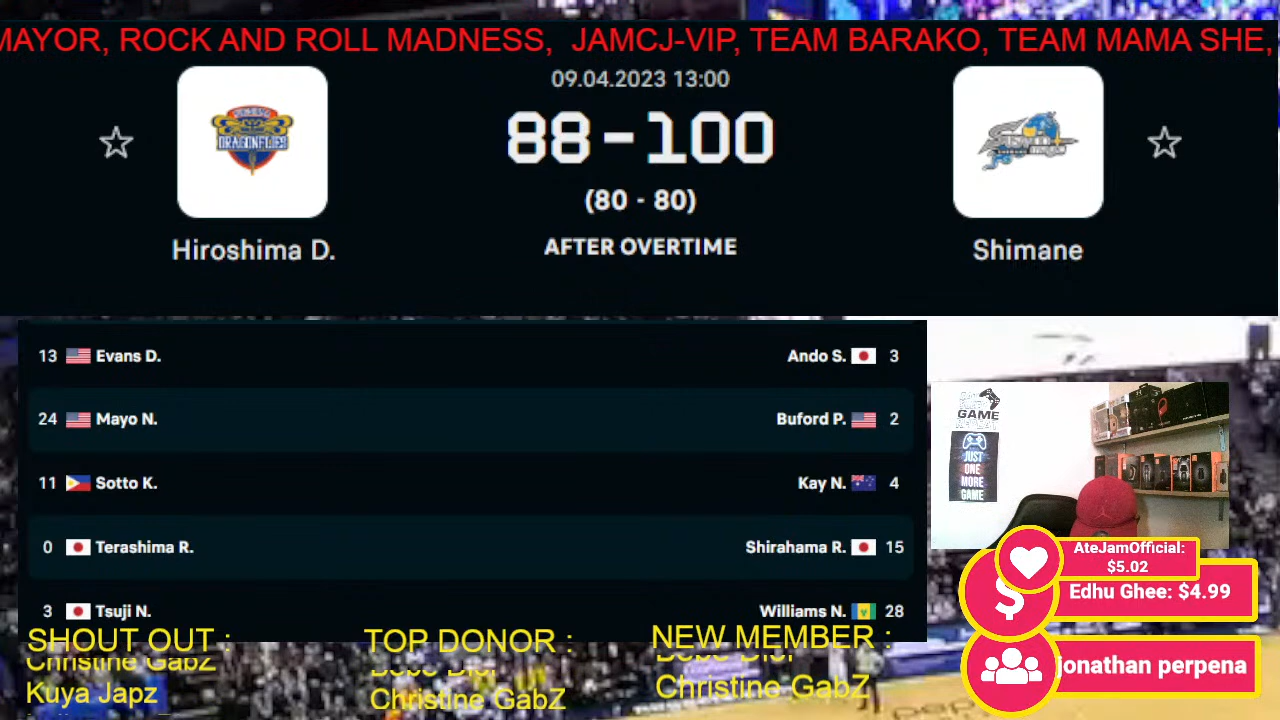 MAYOR, ROCK AND ROLL MADNESS, JAMCJ-VIP, TEAM BARAKO, TEAM MAMA SHE,
09.04.2023 13:00
DRAGONFLIES
88 - 100
(80 - 80)
AFTER OVERTIME
Hiroshima D.
Shimane
13 Evans D. Ando S. 3
24 Mayo N. Buford P. 2
11 Sotto K. Kay N. 4
0 Terashima R. Shirahama R. 15
3 Tsuji N. Williams N. 28
GAME
REPEAT
JUST
ONE
MORE
GAME
AteJamOfficial:
$5.02
$
Edhu Ghee: $4.99
jonathan perpena
SHOUT OUT :
Christine GabZ
Kuya Japz
TOP DONOR :
Christine GabZ
NEW MEMBER :
Christine GabZ